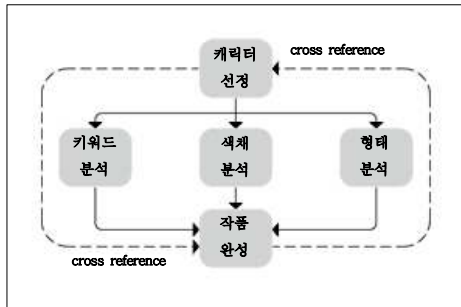 캐릭터
선정
cross reference
키워드
분석
색채
분석
형태
분석
작품
완성
cross reference